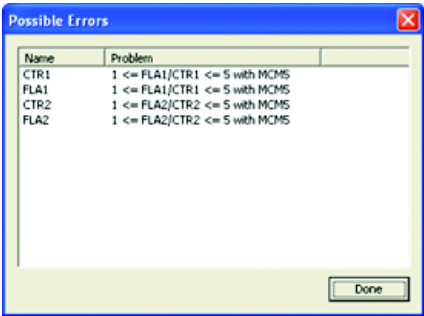 Possible Errors
Name Problem
CTR1 1 <= FLA1/CTR1 <= 5 with MCM5
FLA1 1 <= FLA1/CTR1 <= 5 with MCM5
CTR2 1 <= FLA2/CTR2 <= 5 with MCM5
FLA2 1 <= FLA2/CTR2 <= 5 with MCM5
Done